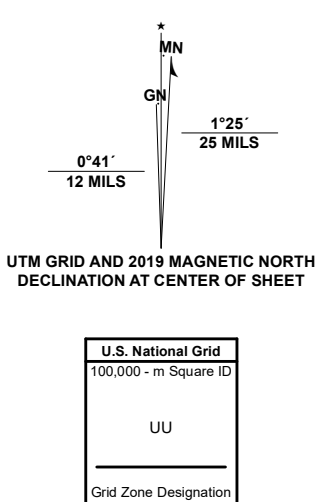 MN
GN
1°25´
25 MILS
0°41´
12 MILS
UTM GRID AND 2019 MAGNETIC NORTH
DECLINATION AT CENTER OF SHEET
U.S. National Grid
100,000 - m Square ID
UU
Grid Zone Designation